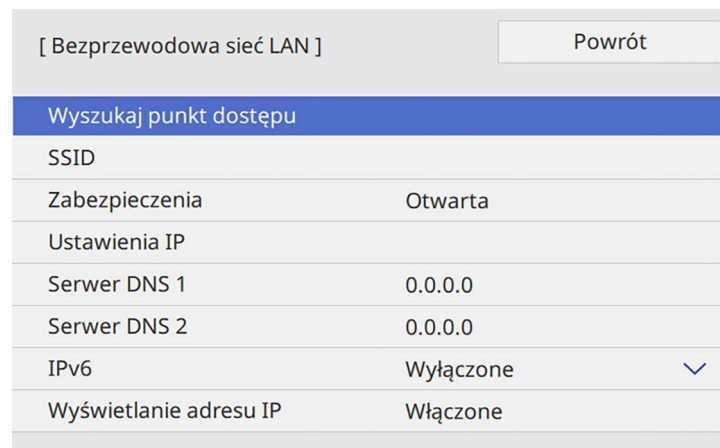 [ Bezprzewodowa sieć LAN ] Powrót
Wyszukaj punkt dostępu
SSID
Zabezpieczenia Otwarta
Ustawienia IP
Serwer DNS 1 0.0.0.0
Serwer DNS 2 0.0.0.0
IPv6 Wyłączone
Wyświetlanie adresu IP Włączone